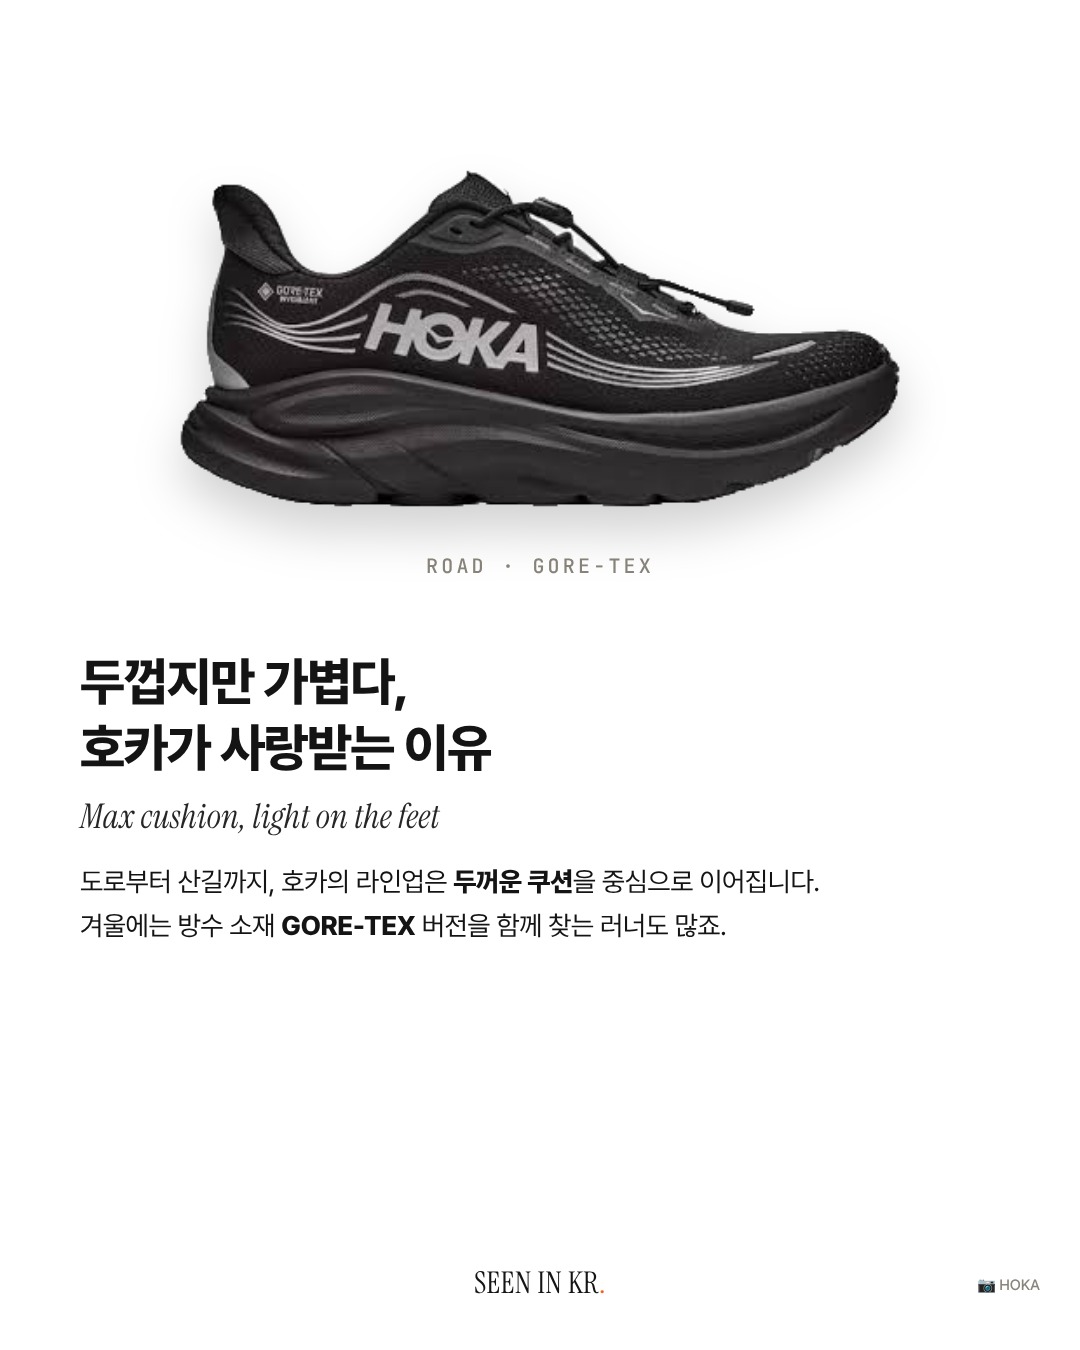 GORE-TEX
INVISIBLE FIT
HOKA
ROAD · GORE-TEX
두껍지만 가볍다,
호카가 사랑받는 이유
Max cushion, light on the feet
도로부터 산길까지, 호카의 라인업은 두꺼운 쿠션을 중심으로 이어집니다.
겨울에는 방수 소재 GORE-TEX 버전을 함께 찾는 러너도 많죠.
SEEN IN KR.
HOKA